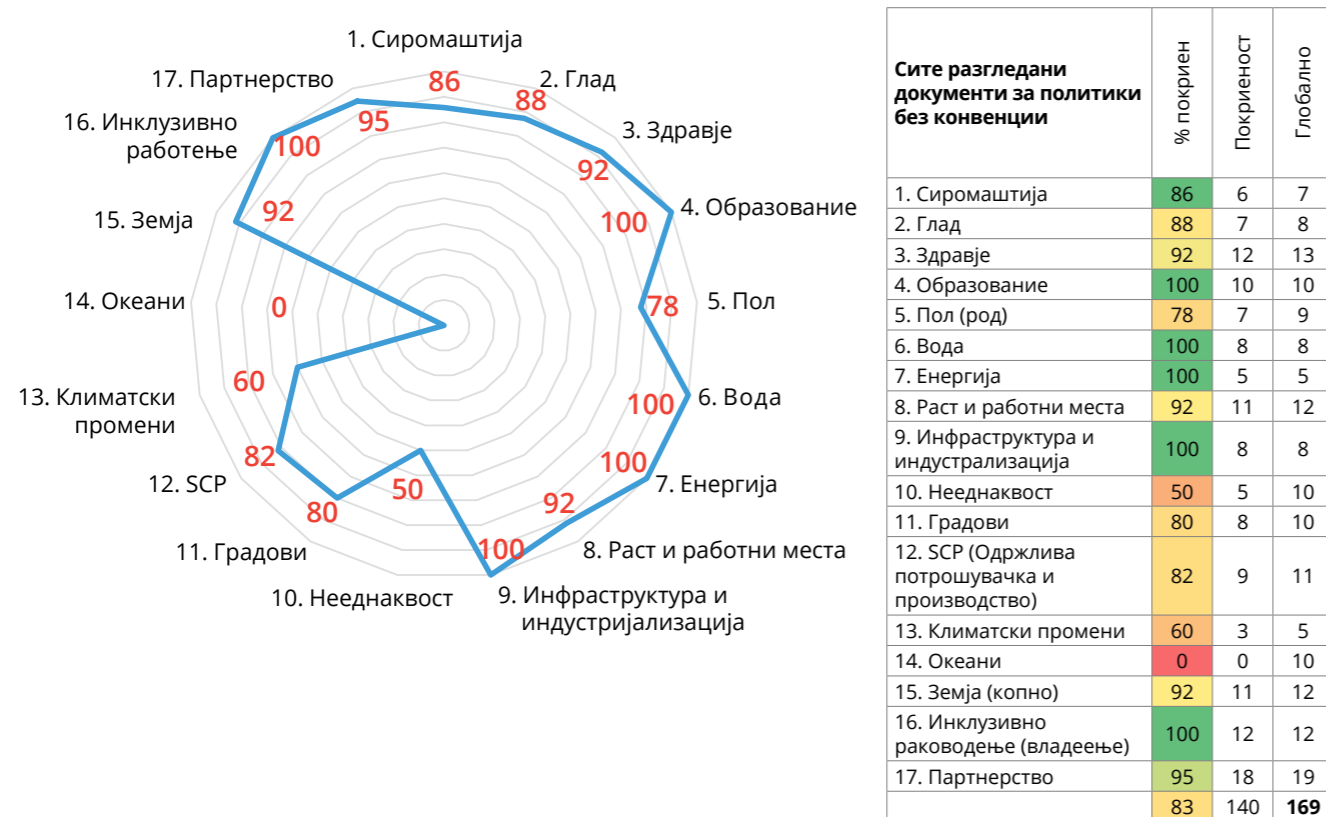 1. Сиромаштија
2. Глад
3. Здравје
4. Образование
5. Пол
6. Вода
7. Енергија
8. Раст и работни места
9. Инфраструктура и
индустријализација
10. Нееднаквост
11. Градови
12. SCP
13. Климатски
промени
14. Океани
15. Земја
16. Инклузивно
работење
17. Партнерство
86
88
92
100
78
100
100
92
100
50
80
82
60
0
92
100
95
Сите разгледани
документи за политики
без конвенции
% покриен
Покриеност
Глобално
1. Сиромаштија 86 6 7
2. Глад 88 7 8
3. Здравје 92 12 13
4. Образование 100 10 10
5. Пол (род) 78 7 9
6. Вода 100 8 8
7. Енергија 100 5 5
8. Раст и работни места 92 11 12
9. Инфраструктура и
индустрализација 100 8 8
10. Нееднаквост 50 5 10
11. Градови 80 8 10
12. SCP (Одржлива
потрошувачка и
производство) 82 9 11
13. Климатски промени 60 3 5
14. Океани 0 0 10
15. Земја (копно) 92 11 12
16. Инклузивно
раководење (владеење) 100 12 12
17. Партнерство 95 18 19
83 140 169